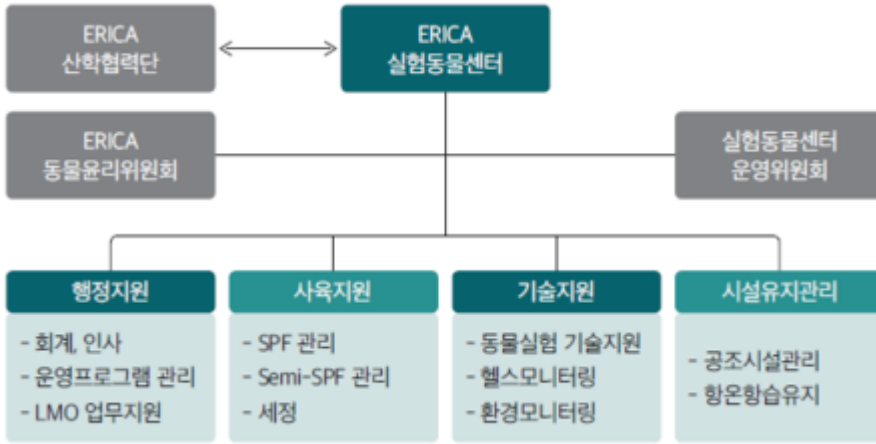 ERICA
산학협력단
ERICA
실험동물센터
ERICA
동물윤리위원회
실험동물센터
운영위원회
행정지원
- 회계, 인사
- 운영프로그램 관리
- LMO 업무지원
사육지원
- SPF 관리
- Semi-SPF 관리
- 세정
기술지원
- 동물실험 기술지원
- 헬스모니터링
- 환경모니터링
시설유지관리
- 공조시설관리
- 항온항습유지